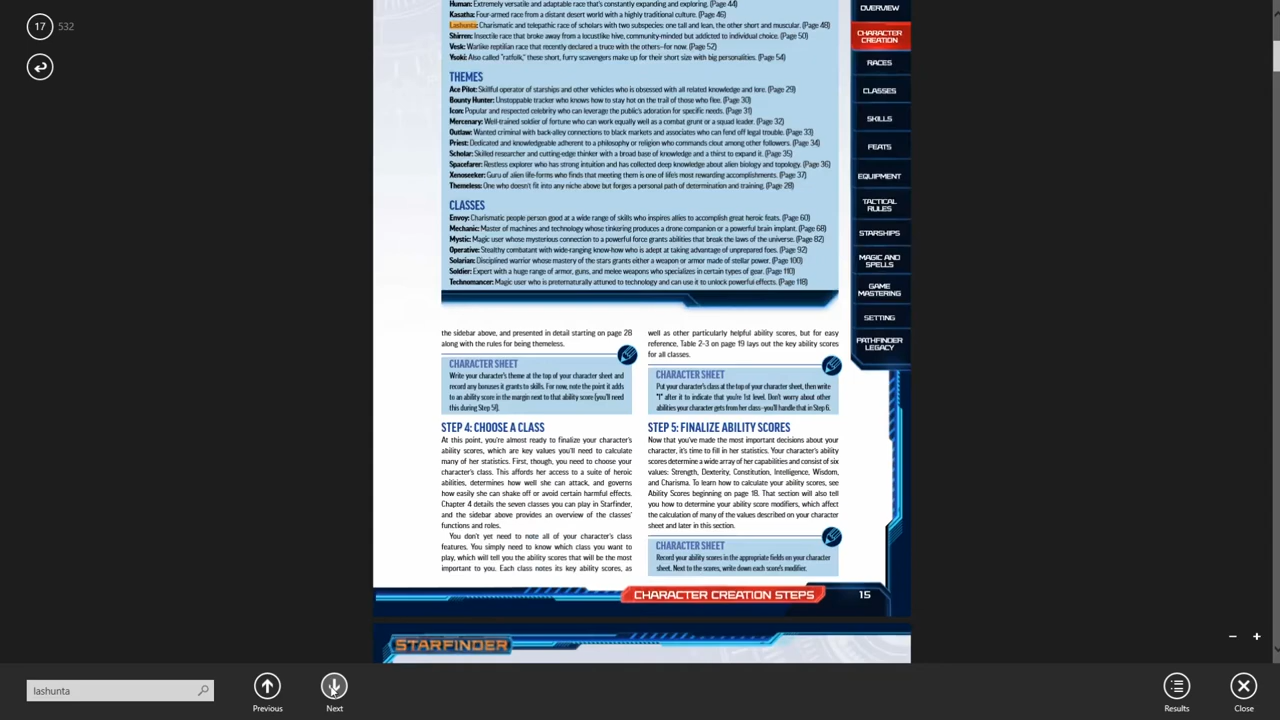 17 532
Human: Extremely versatile and adaptable race that's constantly expanding and exploring. (Page 44)
Kasatha: Four-armed race from a distant desert world with a highly traditional culture. (Page 46)
Lashunta: Charismatic and telepathic race of scholars with two subspecies: one tall and lean, the other short and muscular. (Page 48)
Shirren: Insectile race that broke away from a locustlike hive, community-minded but addicted to individual choice. (Page 50)
Vesk: Warlike reptilian race that recently declared a truce with the others—for now. (Page 52)
Ysoki: Also called "ratfolk," these short, furry scavengers make up for their short size with big personalities. (Page 54)
THEMES
Ace Pilot: Skillful operator of starships and other vehicles who is obsessed with all related knowledge and lore. (Page 29)
Bounty Hunter: Unstoppable tracker who knows how to stay hot on the trail of those who flee. (Page 30)
Icon: Popular and respected celebrity who can leverage the public's adoration for specific needs. (Page 31)
Mercenary: Well-trained soldier of fortune who can work equally well as a combat grunt or a squad leader. (Page 32)
Outlaw: Wanted criminal with back-alley connections to black markets and associates who can fend off legal trouble. (Page 33)
Priest: Dedicated and knowledgeable adherent to a philosophy or religion who commands clout among other followers. (Page 34)
Scholar: Skilled researcher and cutting-edge thinker with a broad base of knowledge and a thirst to expand it. (Page 35)
Spacefarer: Restless explorer who has strong intuition and has collected deep knowledge about alien biology and topology. (Page 36)
Xenoseeker: Guru of alien life-forms who finds that meeting them is one of life's most rewarding accomplishments. (Page 37)
Themeless: One who doesn't fit into any niche above but forges a personal path of determination and training. (Page 28)
CLASSES
Envoy: Charismatic people person good at a wide range of skills who inspires allies to accomplish great heroic feats. (Page 60)
Mechanic: Master of machines and technology whose tinkering produces a drone companion or a powerful brain implant. (Page 68)
Mystic: Magic user whose mysterious connection to a powerful force grants abilities that break the laws of the universe. (Page 82)
Operative: Stealthy combatant with wide-ranging know-how who is adept at taking advantage of unprepared foes. (Page 92)
Solarian: Disciplined warrior whose mastery of the stars grants either a weapon or armor made of stellar power. (Page 100)
Soldier: Expert with a huge range of armor, guns, and melee weapons who specializes in certain types of gear. (Page 110)
Technomancer: Magic user who is preternaturally attuned to technology and can use it to unlock powerful effects. (Page 118)
the sidebar above, and presented in detail starting on page 28
along with the rules for being themeless.
CHARACTER SHEET
Write your character's theme at the top of your character sheet and
record any bonuses it grants to skills. For now, note the point it adds
to an ability score in the margin next to that ability score (you'll need
this during Step 5!).
STEP 4: CHOOSE A CLASS
At this point, you're almost ready to finalize your character's
ability scores, which are key values you'll need to calculate
many of her statistics. First, though, you need to choose your
character's class. This affords her access to a suite of heroic
abilities, determines how well she can attack, and governs
how easily she can shake off or avoid certain harmful effects.
Chapter 4 details the seven classes you can play in Starfinder,
and the sidebar above provides an overview of the classes'
functions and roles.
You don't yet need to note all of your character's class
features. You simply need to know which class you want to
play, which will tell you the ability scores that will be the most
important to you. Each class notes its key ability scores, as
well as other particularly helpful ability scores, but for easy
reference, Table 2–3 on page 19 lays out the key ability scores
for all classes.
CHARACTER SHEET
Put your character's class at the top of your character sheet, then write
"1" after it to indicate that you're 1st level. Don't worry about other
abilities your character gets from her class—you'll handle that in Step 6.
STEP 5: FINALIZE ABILITY SCORES
Now that you've made the most important decisions about your
character, it's time to fill in her statistics. Your character's ability
scores determine a wide array of her capabilities and consist of six
values: Strength, Dexterity, Constitution, Intelligence, Wisdom,
and Charisma. To learn how to calculate your ability scores, see
Ability Scores beginning on page 18. That section will also tell
you how to determine your ability score modifiers, which affect
the calculation of many of the values described on your character
sheet and later in this section.
CHARACTER SHEET
Record your ability scores in the appropriate fields on your character
sheet. Next to the scores, write down each score's modifier.
CHARACTER CREATION STEPS 15
OVERVIEW
CHARACTER
CREATION
RACES
CLASSES
SKILLS
FEATS
EQUIPMENT
TACTICAL
RULES
STARSHIPS
MAGIC AND
SPELLS
GAME
MASTERING
SETTING
PATHFINDER
LEGACY
STARFINDER
lashunta
Previous
Next
Results
Close